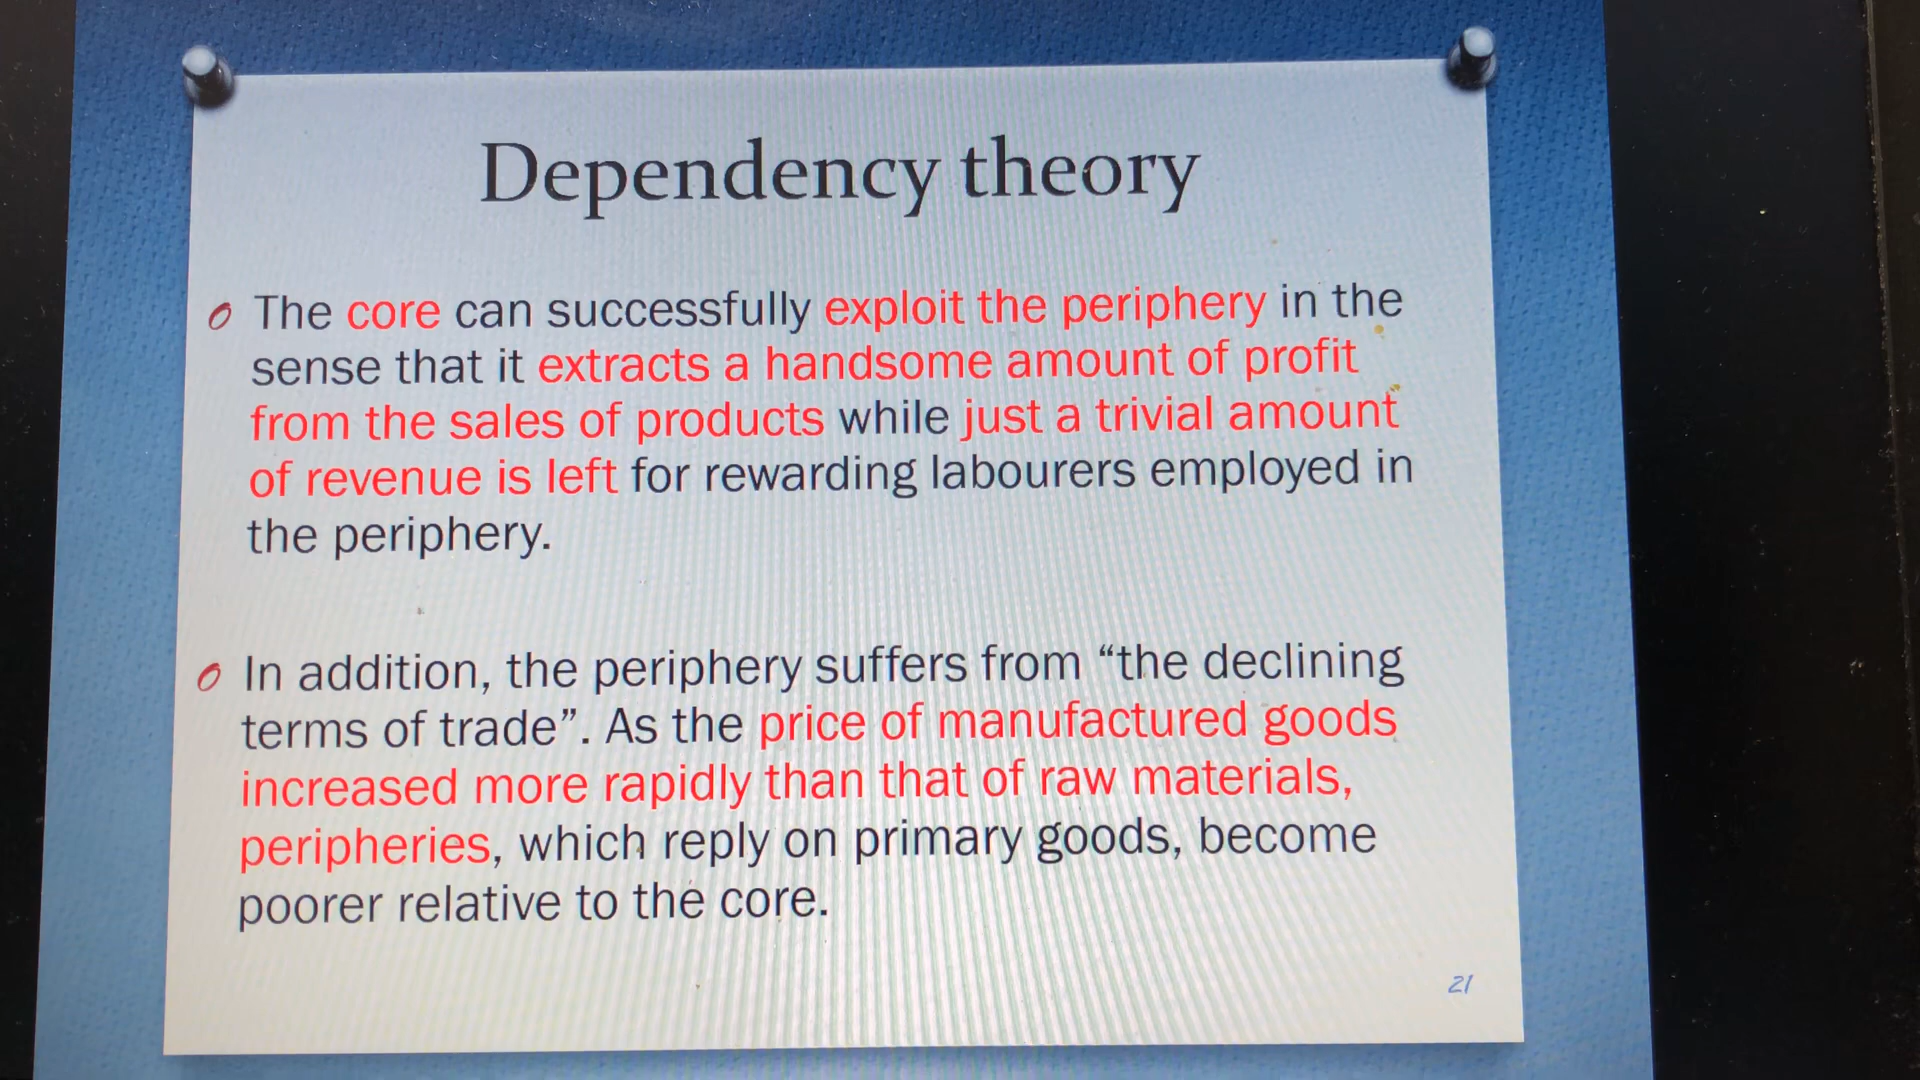 Dependency theory
The core can successfully exploit the periphery in the
sense that it extracts a handsome amount of profit
from the sales of products while just a trivial amount
of revenue is left for rewarding labourers employed in
the periphery.
In addition, the periphery suffers from “the declining
terms of trade”. As the price of manufactured goods
increased more rapidly than that of raw materials,
peripheries, which reply on primary goods, become
poorer relative to the core.
21